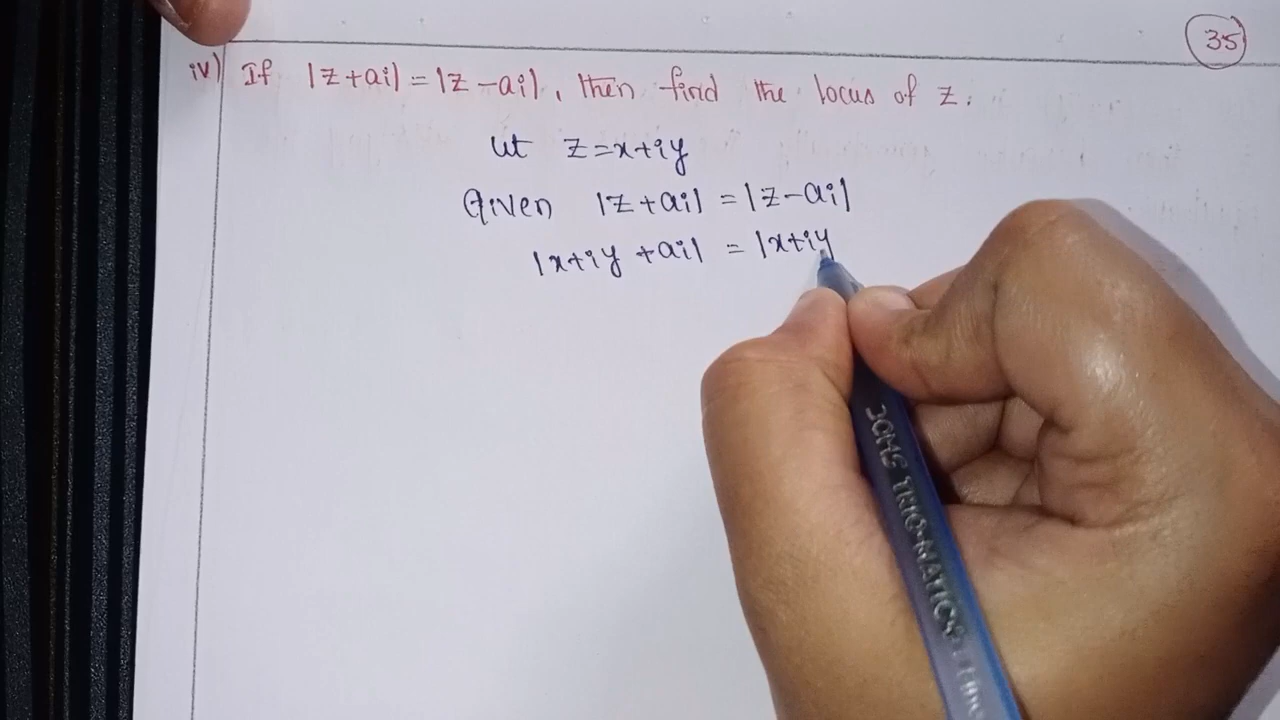 35
iv) If |z+ai| = |z-ai|, then find the locus of z.
Let z=x+iy
Given |z+ai| = |z-ai|
|x+iy +ai| = |x+iy